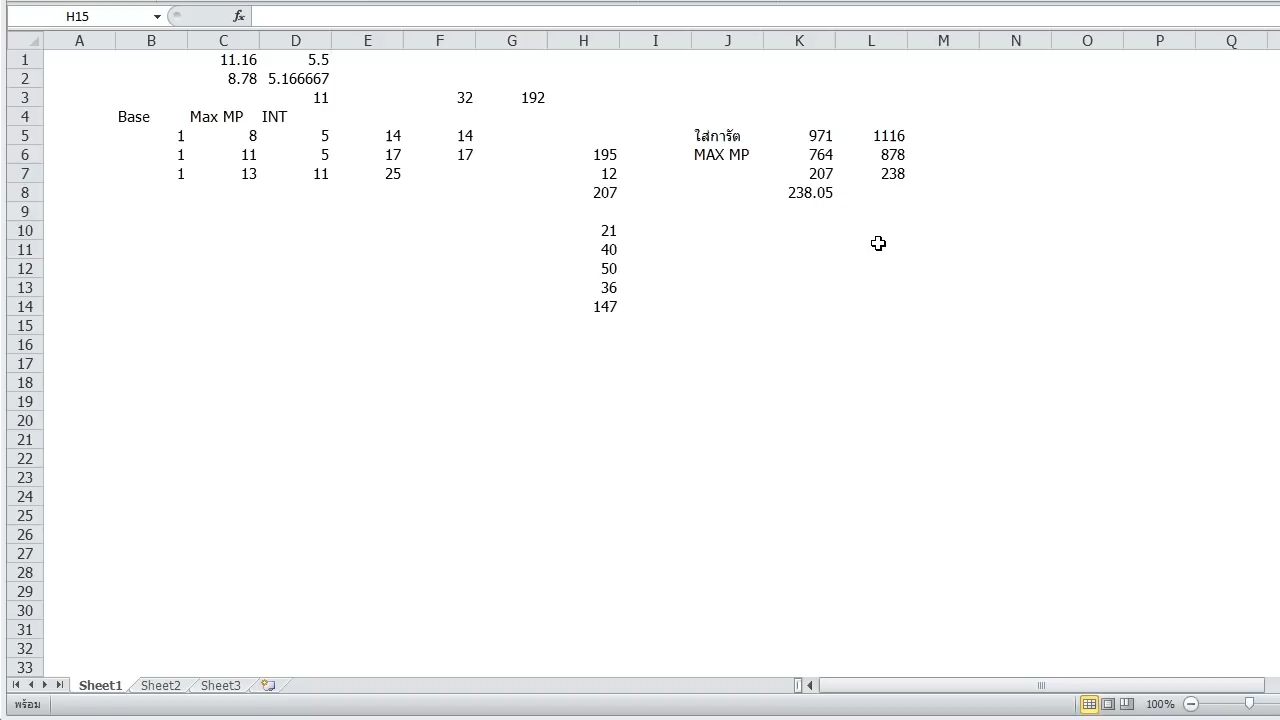 H15 fx
A B C D E F G H I J K L M N O P Q
1 11.16 5.5
2 8.78 5.166667
3 11 32 192
4 Base Max MP INT
5 1 8 5 14 14 ใส่การ์ด 971 1116
6 1 11 5 17 17 195 MAX MP 764 878
7 1 13 11 25 12 207 238
8 207 238.05
9
10 21
11 40
12 50
13 36
14 147
15
16
17
18
19
20
21
22
23
24
25
26
27
28
29
30
31
32
33
Sheet1 Sheet2 Sheet3
พร้อม 100%